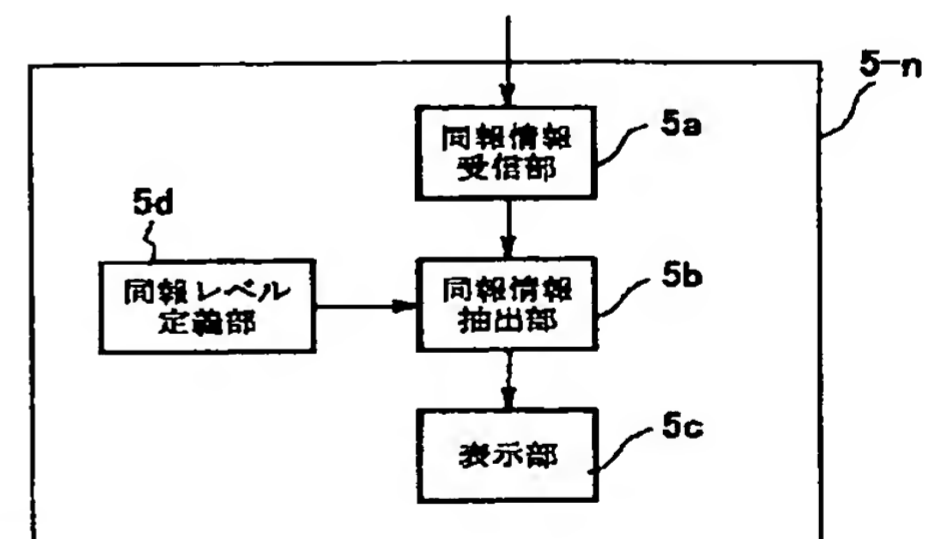 5-n
同報情報
受信部
5a
5d
同報レベル
定義部
同報情報
抽出部
5b
表示部
5c